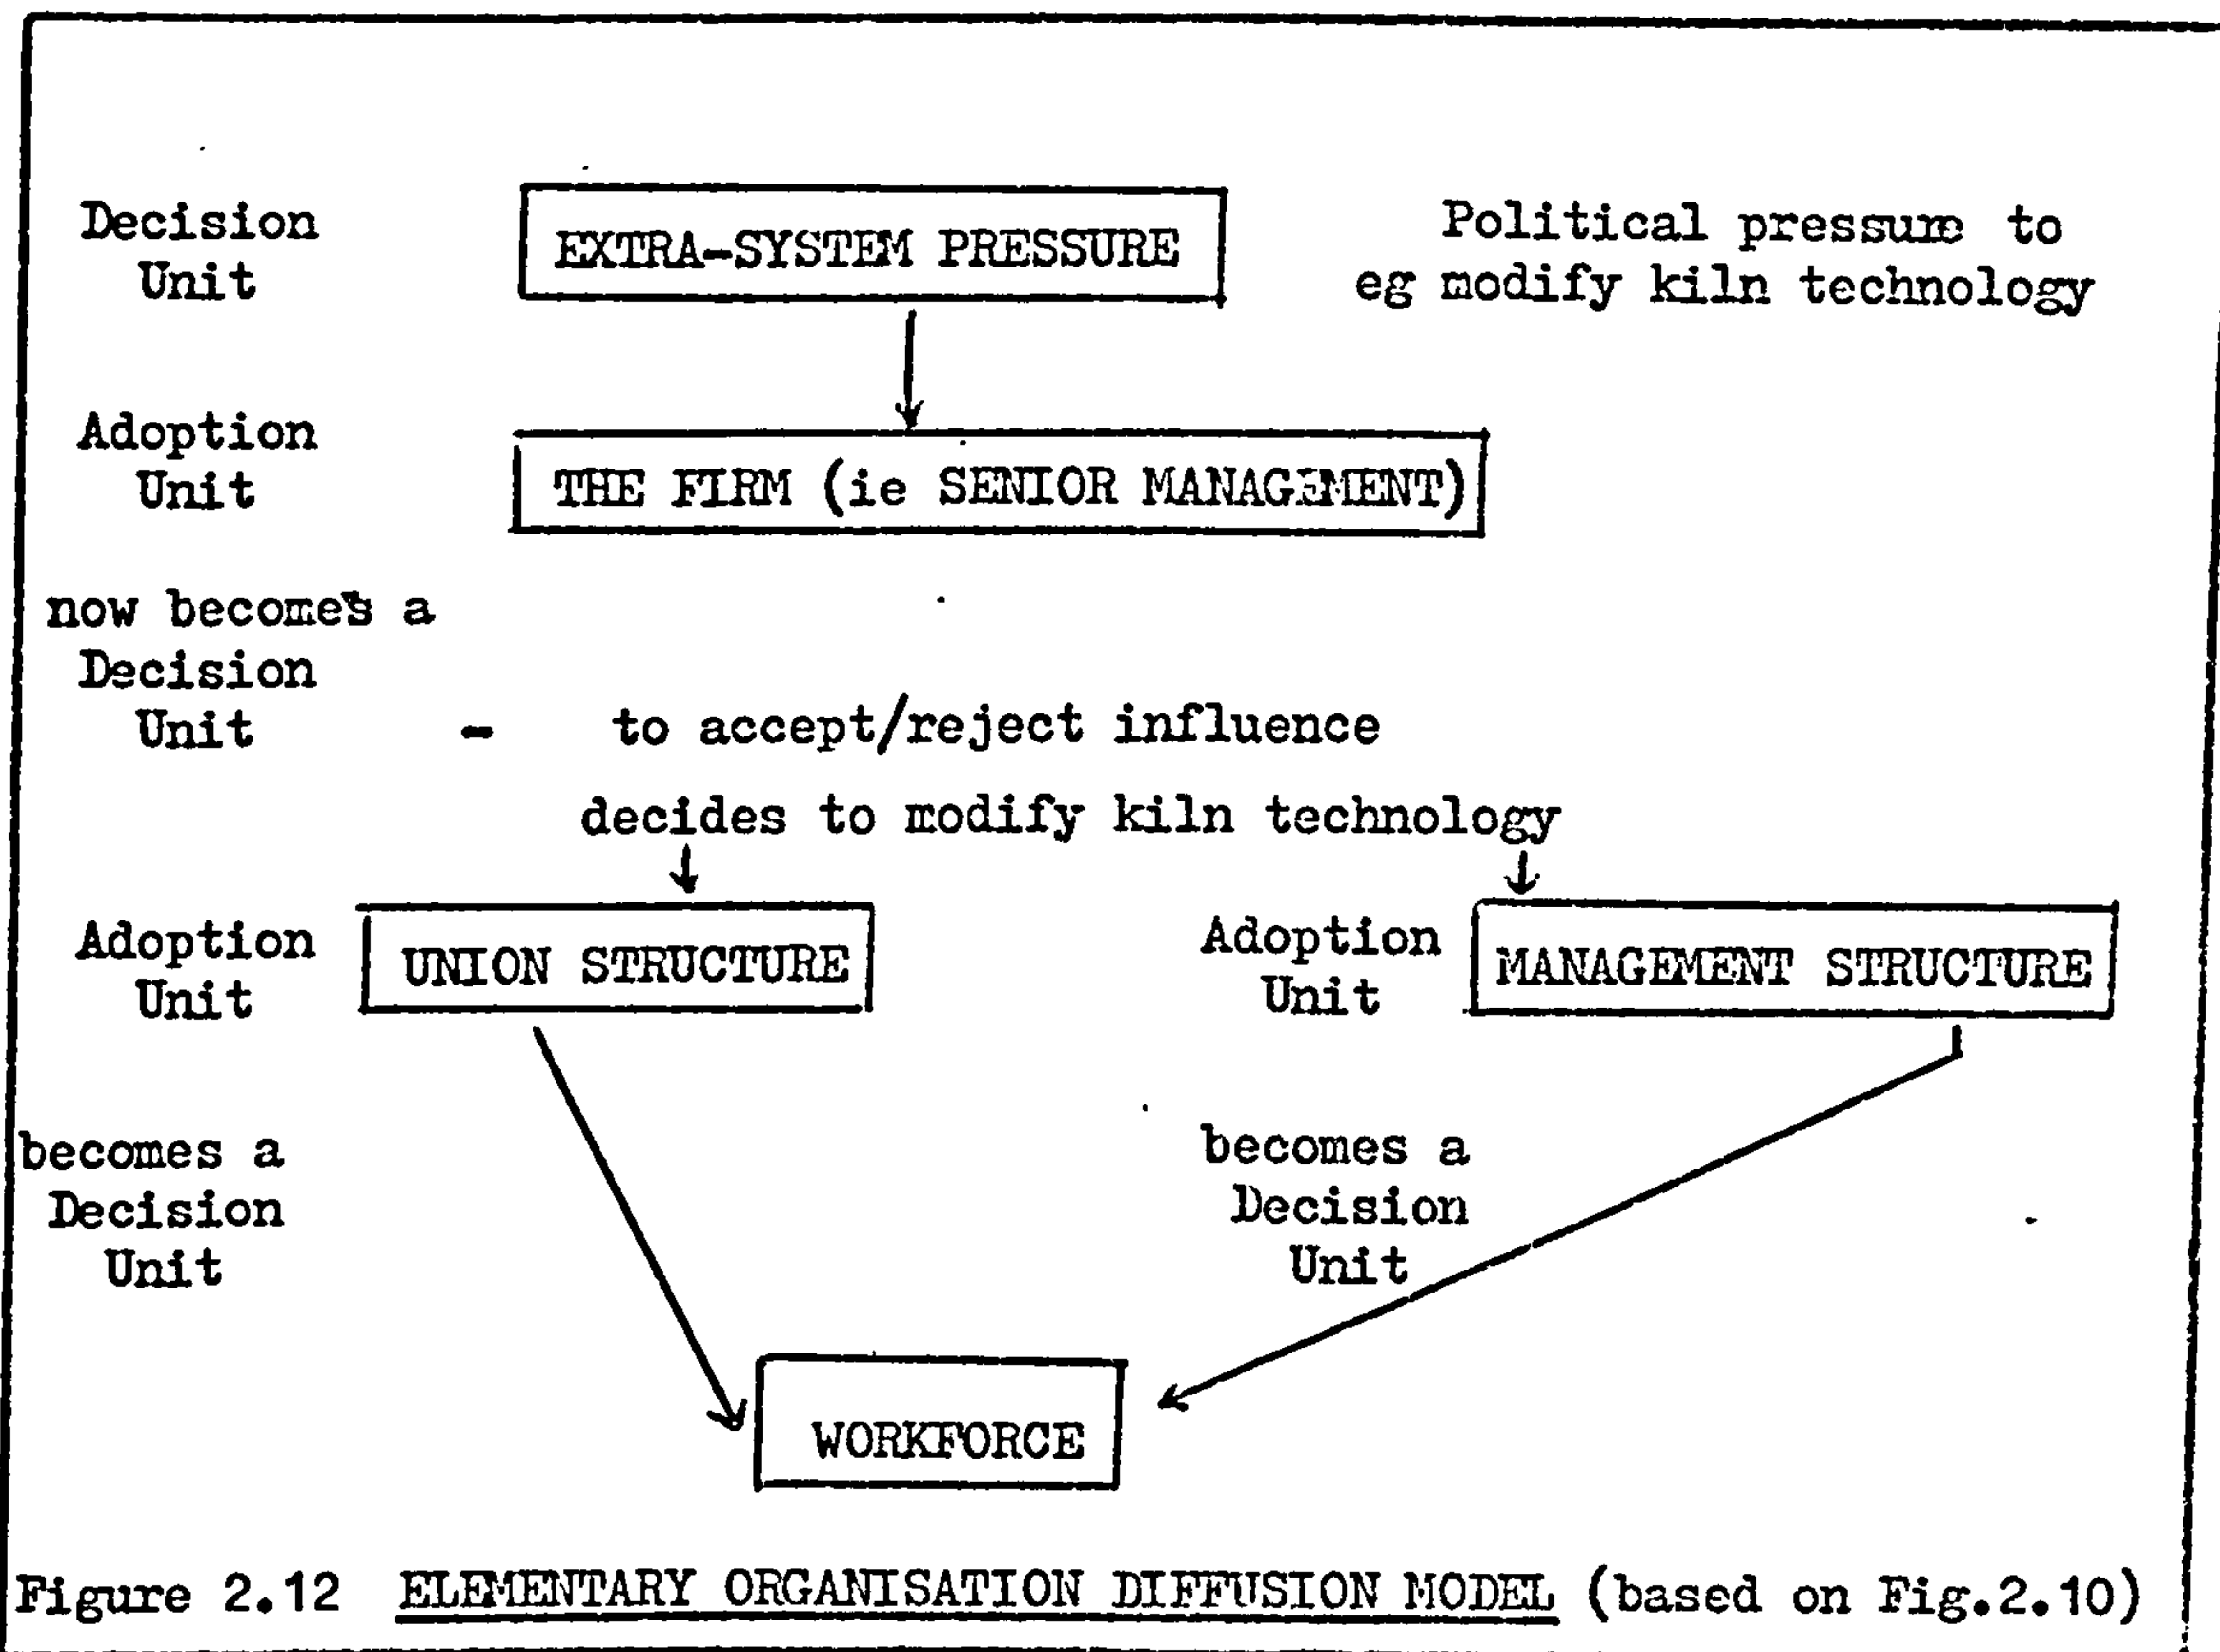 Decision
Unit
EXTRA-SYSTEM PRESSURE
Political pressure to
eg modify kiln technology
Adoption
Unit
THE FIRM (ie SENIOR MANAGEMENT)
now becomes a
Decision
Unit - to accept/reject influence
decides to modify kiln technology
Adoption
Unit
UNION STRUCTURE
Adoption
Unit
MANAGEMENT STRUCTURE
becomes a
Decision
Unit
becomes a
Decision
Unit
WORKFORCE
Figure 2.12 ELEMENTARY ORGANISATION DIFFUSION MODEL (based on Fig.2.10)